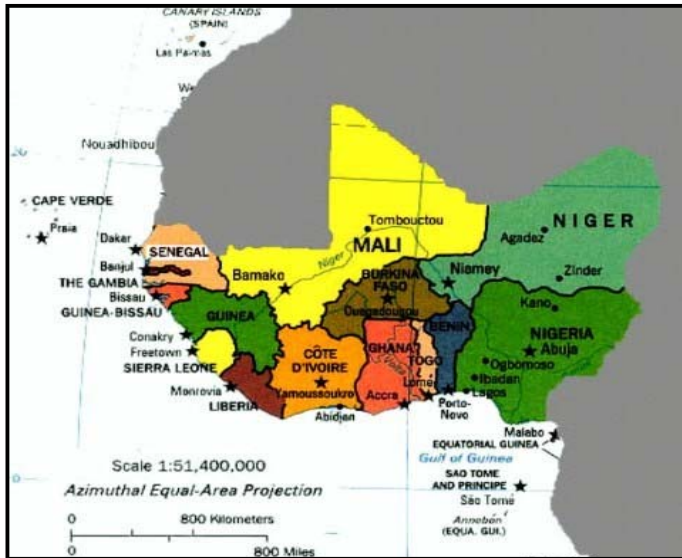 CANARY ISLANDS
(SPAIN)
Las Palmas
Nouadhibou
20
CAPE VERDE
Praia
Dakar
SENEGAL
Banjul
THE GAMBIA
Bissau
GUINEA-BISSAU
Tombouctou
MALI
Niger
Bamako
NIGER
Agadez
Zinder
Niamey
BURKINA
FASO
Ouagadougou
GUINEA
Conakry
Freetown
SIERRA LEONE
Monrovia
LIBERIA
CÔTE
D'IVOIRE
Yamoussoukro
Abidjan
GHANA
Volta
Accra
TOGO
Lomé
BENIN
Porto-
Novo
Kano
NIGERIA
Abuja
Ogbomoso
Ibadan
Lagos
Malabo
EQUATORIAL GUINEA
Gulf of Guinea
SAO TOME
AND PRINCIPE
São Tomé
Annobón
(EQUA. GUI.)
0
Scale 1:51,400,000
Azimuthal Equal-Area Projection
0 800 Kilometers
0 800 Miles